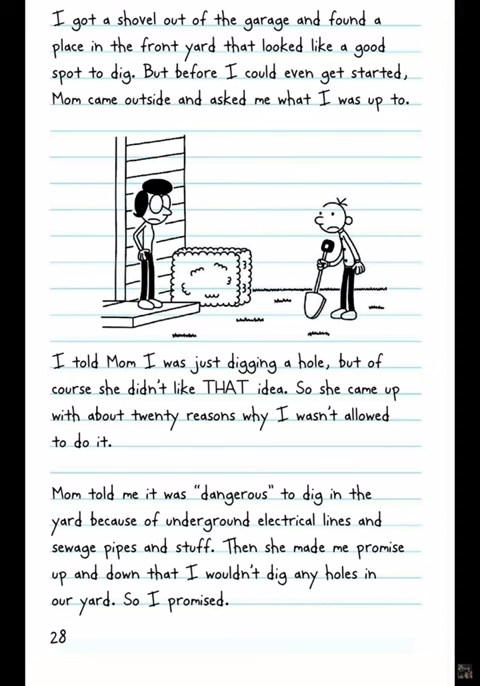 I got a shovel out of the garage and found a
place in the front yard that looked like a good
spot to dig. But before I could even get started,
Mom came outside and asked me what I was up to.
I told Mom I was just digging a hole, but of
course she didn't like THAT idea. So she came up
with about twenty reasons why I wasn't allowed
to do it.
Mom told me it was "dangerous" to dig in the
yard because of underground electrical lines and
sewage pipes and stuff. Then she made me promise
up and down that I wouldn't dig any holes in
our yard. So I promised.
28